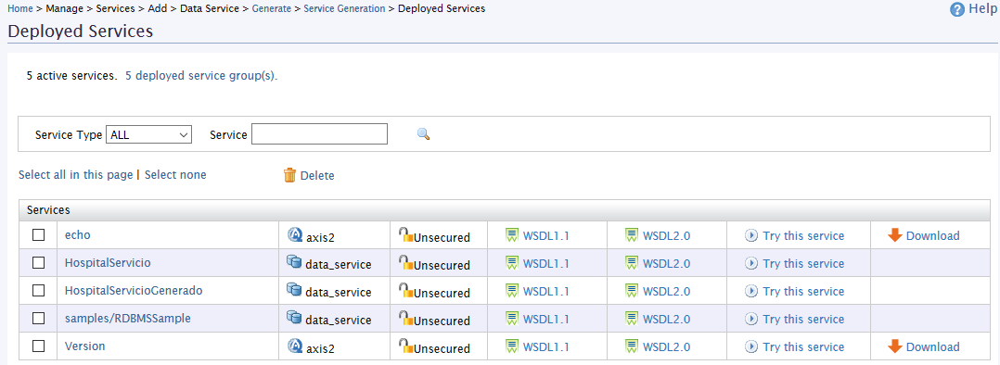 Home > Manage > Services > Add > Data Service > Generate > Service Generation > Deployed Services
Help
Deployed Services
5 active services. 5 deployed service group(s).
Service Type ALL Service
Select all in this page | Select none Delete
Services
echo axis2 Unsecured WSDL1.1 WSDL2.0 Try this service Download
HospitalServicio data_service Unsecured WSDL1.1 WSDL2.0 Try this service
HospitalServicioGenerado data_service Unsecured WSDL1.1 WSDL2.0 Try this service
samples/RDBMSSample data_service Unsecured WSDL1.1 WSDL2.0 Try this service
Version axis2 Unsecured WSDL1.1 WSDL2.0 Try this service Download